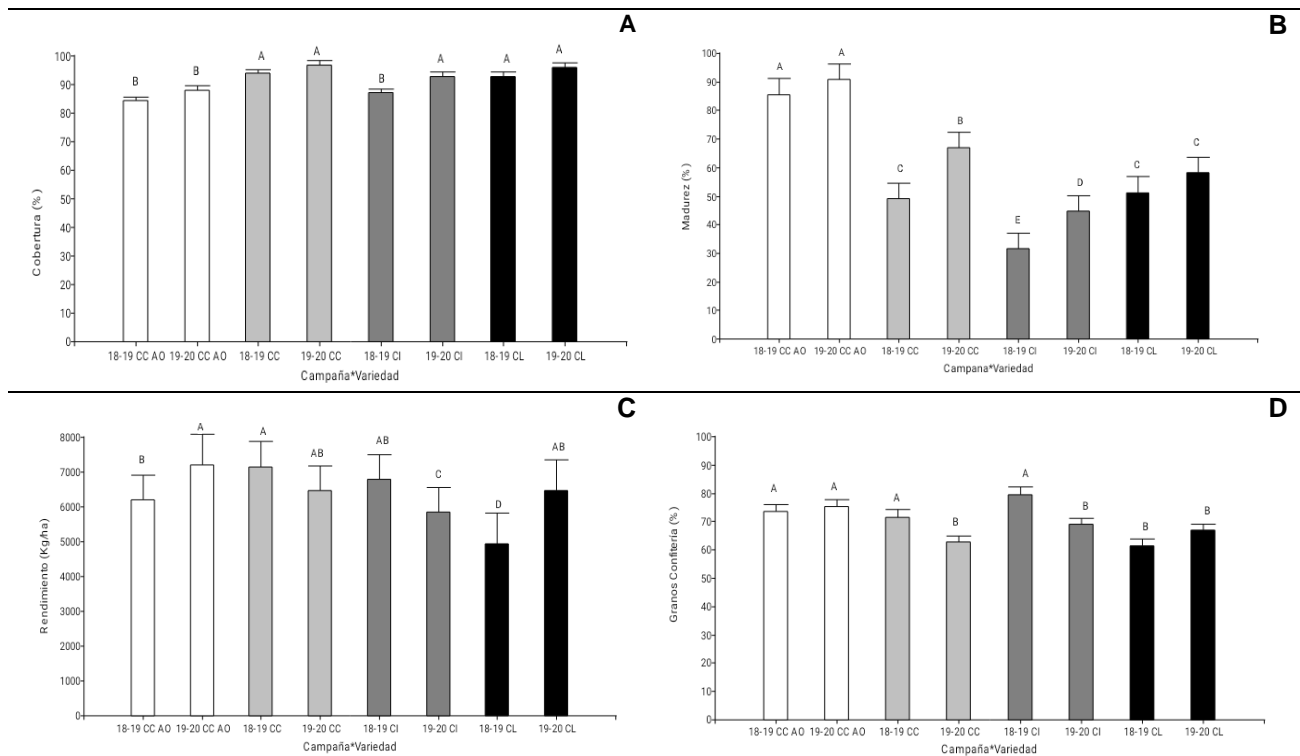 A
Cobertura (%)
100
90
80
70
60
50
40
30
20
10
0
B
B
A
A
B
A
A
A
18-19 CC AO
19-20 CC AO
18-19 CC
19-20 CC
18-19 CI
19-20 CI
18-19 CL
19-20 CL
Campaña*Variedad
B
Madurez (%)
100
90
80
70
60
50
40
30
20
10
0
A
A
C
B
E
D
C
C
18-19 CC AO
19-20 CC AO
18-19 CC
19-20 CC
18-19 CI
19-20 CI
18-19 CL
19-20 CL
Campana*Variedad
C
Rendimiento (Kg/ha)
8000
7000
6000
5000
4000
3000
2000
1000
0
B
A
A
AB
AB
C
D
AB
18-19 CC AO
19-20 CC AO
18-19 CC
19-20 CC
18-19 CI
19-20 CI
18-19 CL
19-20 CL
Campaña*Variedad
D
Granos Confitería (%)
100
90
80
70
60
50
40
30
20
10
0
A
A
A
B
A
B
B
B
18-19 CC AO
19-20 CC AO
18-19 CC
19-20 CC
18-19 CI
19-20 CI
18-19 CL
19-20 CL
Campaña*Variedad